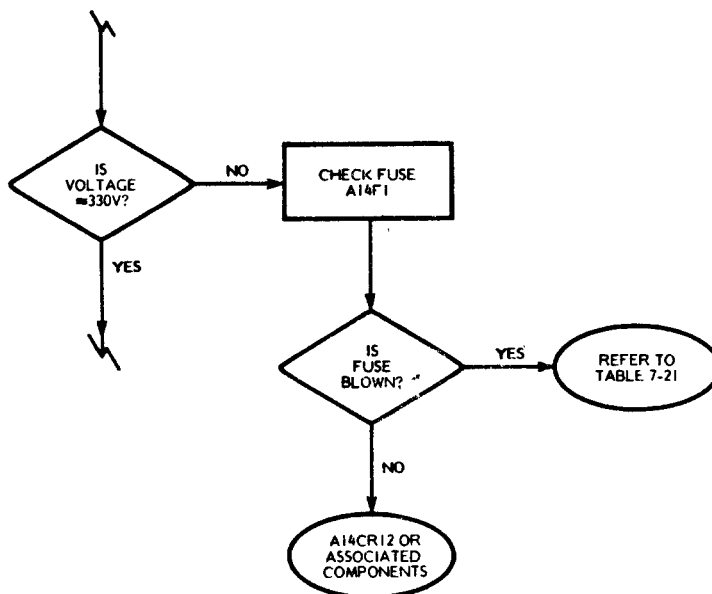 IS
VOLTAGE
≈330V?
NO
CHECK FUSE
A14F1
YES
IS
FUSE
BLOWN?
YES
REFER TO
TABLE 7-21
NO
A14CR12 OR
ASSOCIATED
COMPONENTS